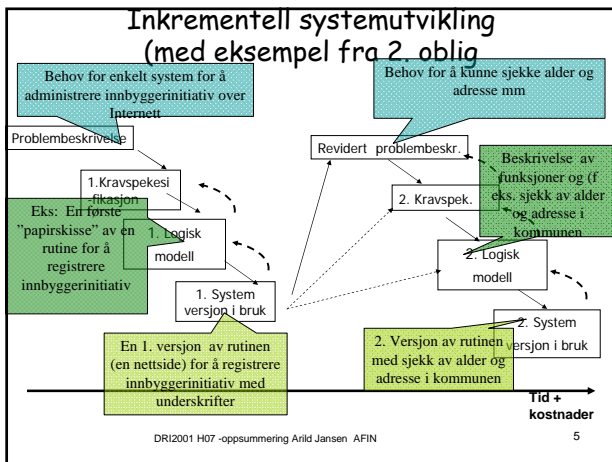 Inkrementell systemutvikling
(med eksempel fra 2. oblig
Behov for enkelt system for å
administrere innbyggerinitiativ over
Internett
Problembeskrivelse
1.Kravspekesi
-fikasjon
Eks: En første
”papirskisse” av en
rutine for å
registrere
innbyggerinitiativ
1. Logisk
modell
1. System
versjon i bruk
En 1. versjon av rutinen
(en nettside) for å registrere
innbyggerinitiativ med
underskrifter
Behov for å kunne sjekke alder og
adresse mm
Revidert problembeskr.
Beskrivelse av
funksjoner og (f
eks. sjekk av alder
og adresse i
kommunen
2. Kravspek.
2. Logisk
modell
2. System
versjon i bruk
2. Versjon av rutinen
med sjekk av alder og
adresse i kommunen
Tid +
kostnader
DRI2001 H07 -oppsummering Arild Jansen AFIN
5